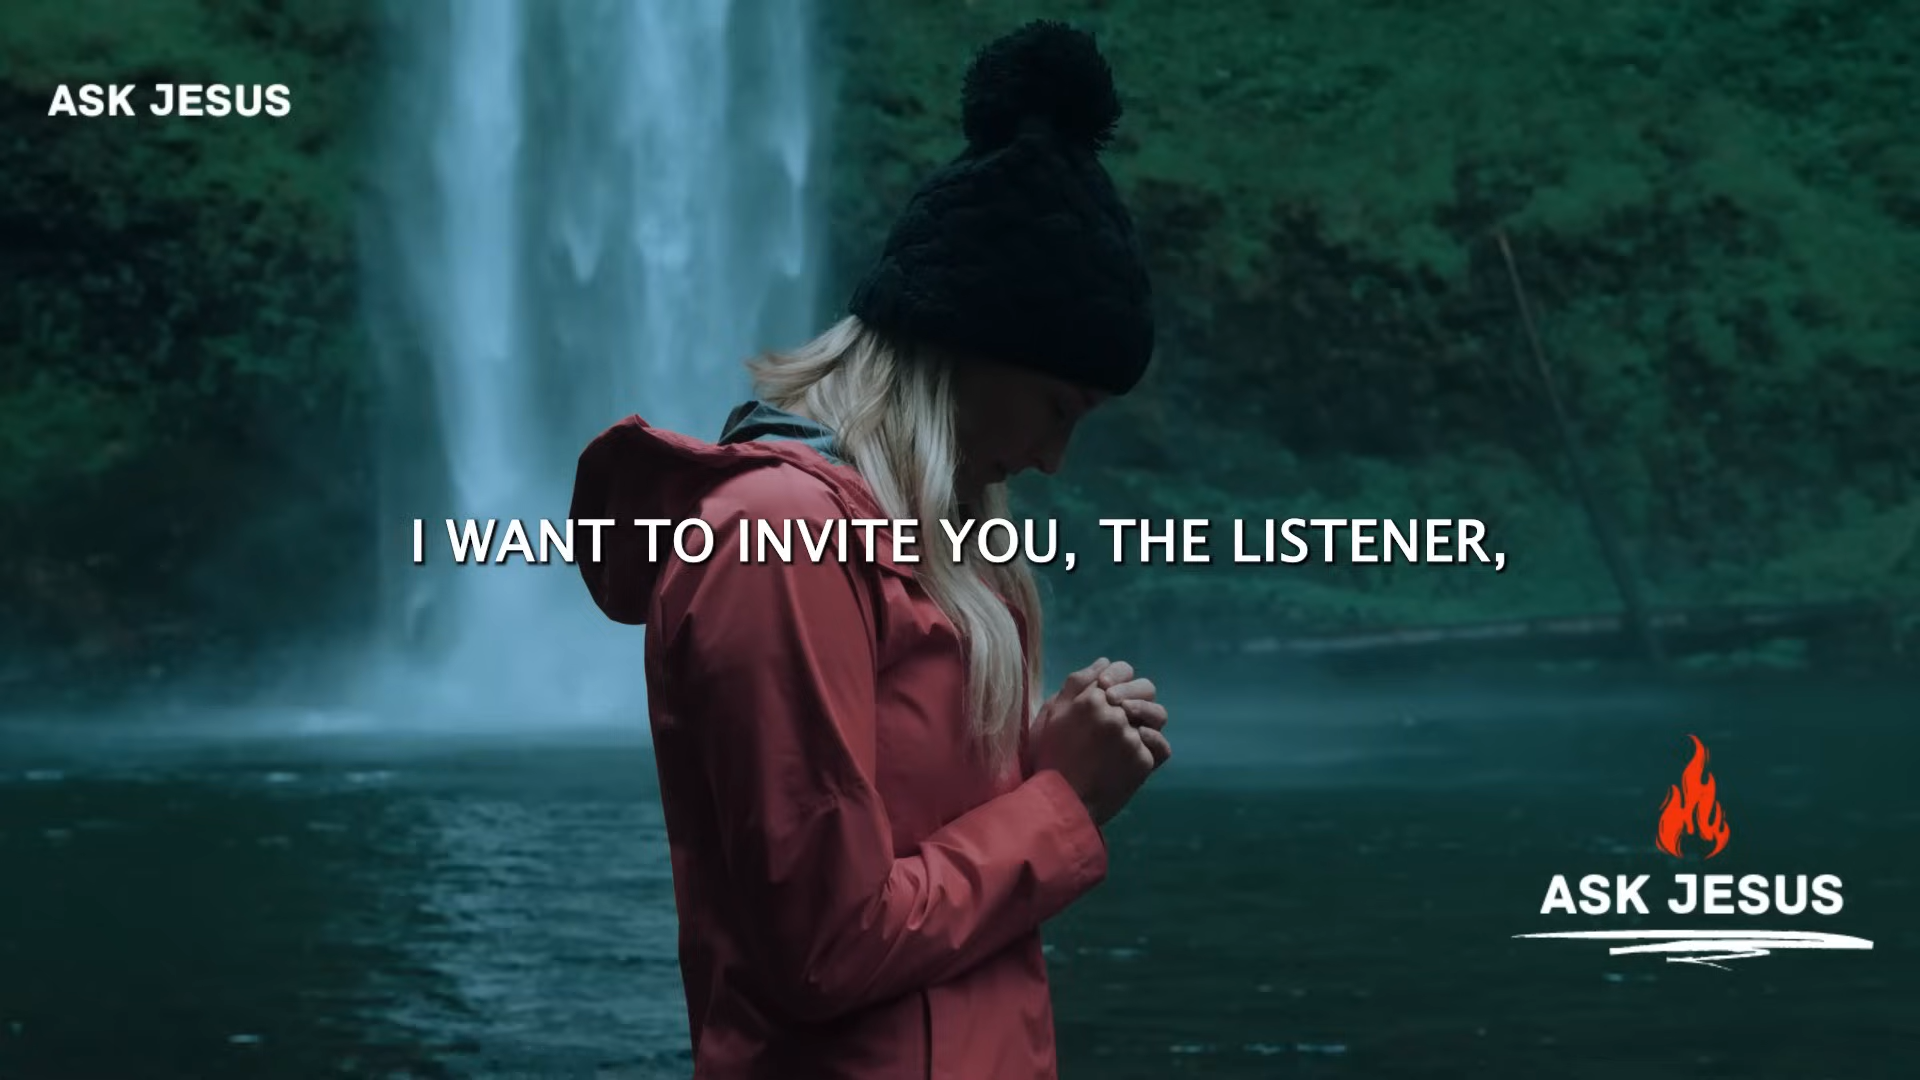 ASK JESUS
I WANT TO INVITE YOU, THE LISTENER,
ASK JESUS